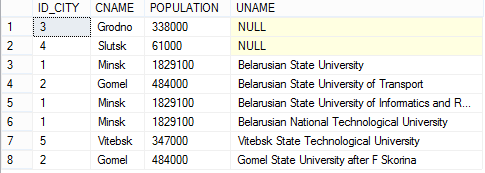 ID_CITY CNAME POPULATION UNAME
1 3 Grodno 338000 NULL
2 4 Slutsk 61000 NULL
3 1 Minsk 1829100 Belarusian State University
4 2 Gomel 484000 Belarusian State University of Transport
5 1 Minsk 1829100 Belarusian State University of Informatics and R...
6 1 Minsk 1829100 Belarusian National Technological University
7 5 Vitebsk 347000 Vitebsk State Technological University
8 2 Gomel 484000 Gomel State University after F Skorina